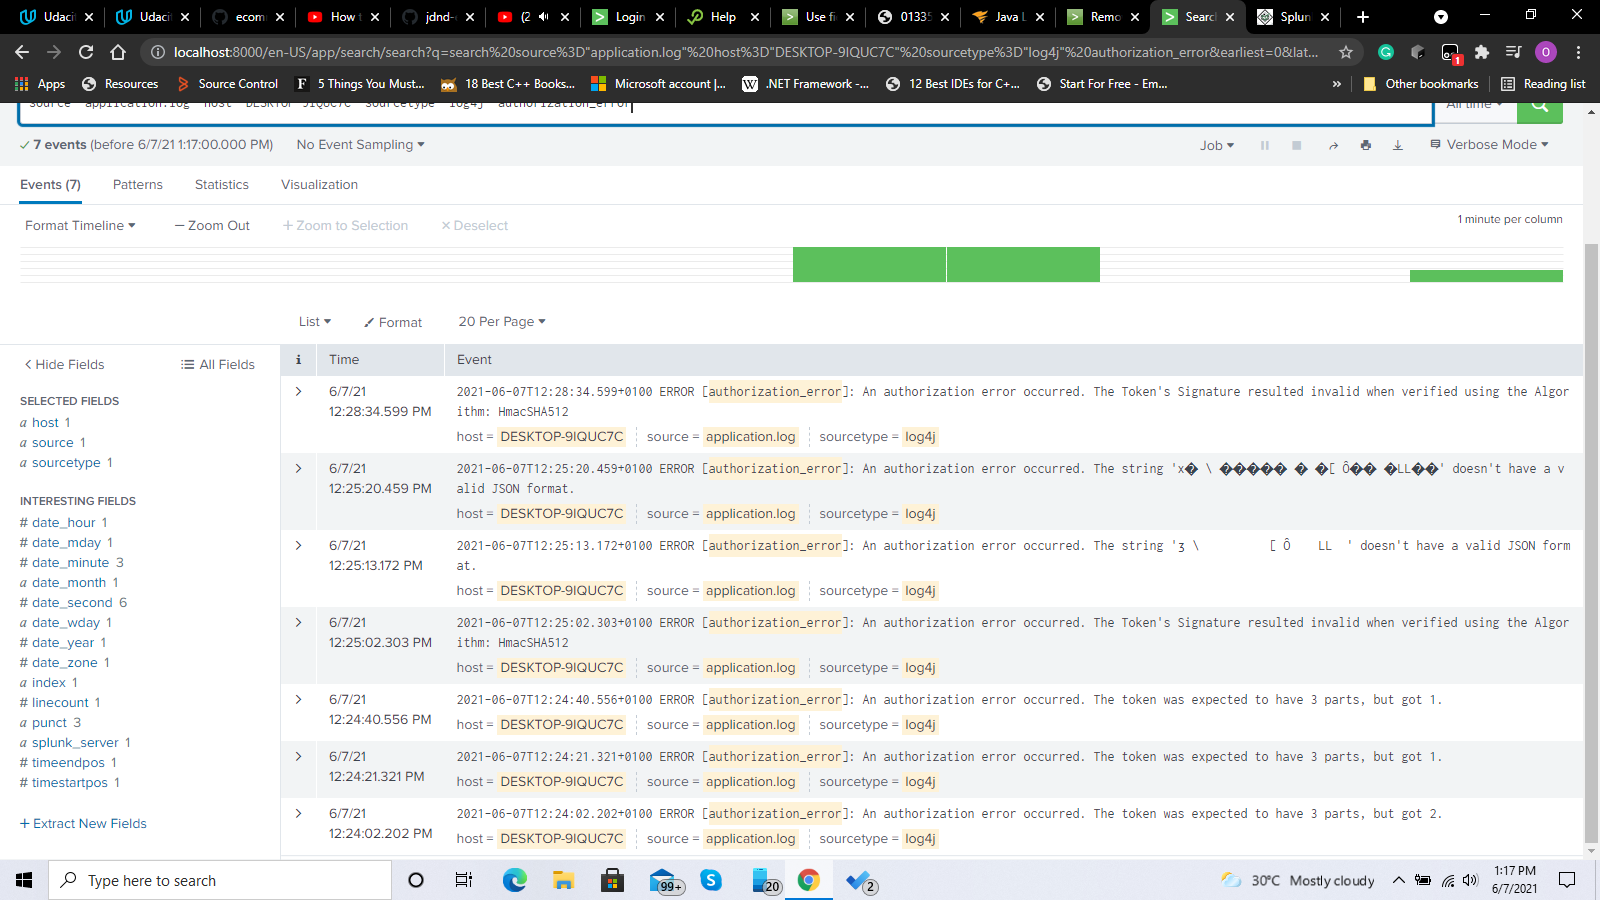 Udaci
Udaci
ecom
How t
jdnd-
(2
Login
Help
Use fi
0133
Java L
Remo
Searc
Splun
localhost:8000/en-US/app/search/search?q=search%20source%3D"application.log"%20host%3D"DESKTOP-9IQUC7C"%20sourcetype%3D"log4j"%20authorization_error&earliest=0&lat...
1
O
Apps
Resources
Source Control
5 Things You Must...
18 Best C++ Books...
Microsoft account |...
.NET Framework -...
12 Best IDEs for C+...
Start For Free - Em...
»
Other bookmarks
Reading list
source application.log host DESKTOP-9IQUC7C sourcetype log4j authorization_error
All time
7 events (before 6/7/21 1:17:00.000 PM)
No Event Sampling
Job
Verbose Mode
Events (7)
Patterns
Statistics
Visualization
Format Timeline
— Zoom Out
+ Zoom to Selection
× Deselect
1 minute per column
List
Format
20 Per Page
< Hide Fields
All Fields
i
Time
Event
SELECTED FIELDS
a host 1
a source 1
a sourcetype 1
INTERESTING FIELDS
# date_hour 1
# date_mday 1
# date_minute 3
a date_month 1
# date_second 6
a date_wday 1
# date_year 1
# date_zone 1
a index 1
# linecount 1
a punct 3
a splunk_server 1
# timeendpos 1
# timestartpos 1
+ Extract New Fields
6/7/21
12:28:34.599 PM
2021-06-07T12:28:34.599+0100 ERROR [authorization_error]: An authorization error occurred. The Token's Signature resulted invalid when verified using the Algor
ithm: HmacSHA512
host = DESKTOP-9IQUC7C source = application.log sourcetype = log4j
6/7/21
12:25:20.459 PM
2021-06-07T12:25:20.459+0100 ERROR [authorization_error]: An authorization error occurred. The string 'x� \ ����� � �[ Ô�� �LL��' doesn't have a v
alid JSON format.
host = DESKTOP-9IQUC7C source = application.log sourcetype = log4j
6/7/21
12:25:13.172 PM
2021-06-07T12:25:13.172+0100 ERROR [authorization_error]: An authorization error occurred. The string 'ʒ \ [ Ô LL ' doesn't have a valid JSON form
at.
host = DESKTOP-9IQUC7C source = application.log sourcetype = log4j
6/7/21
12:25:02.303 PM
2021-06-07T12:25:02.303+0100 ERROR [authorization_error]: An authorization error occurred. The Token's Signature resulted invalid when verified using the Algor
ithm: HmacSHA512
host = DESKTOP-9IQUC7C source = application.log sourcetype = log4j
6/7/21
12:24:40.556 PM
2021-06-07T12:24:40.556+0100 ERROR [authorization_error]: An authorization error occurred. The token was expected to have 3 parts, but got 1.
host = DESKTOP-9IQUC7C source = application.log sourcetype = log4j
6/7/21
12:24:21.321 PM
2021-06-07T12:24:21.321+0100 ERROR [authorization_error]: An authorization error occurred. The token was expected to have 3 parts, but got 1.
host = DESKTOP-9IQUC7C source = application.log sourcetype = log4j
6/7/21
12:24:02.202 PM
2021-06-07T12:24:02.202+0100 ERROR [authorization_error]: An authorization error occurred. The token was expected to have 3 parts, but got 2.
host = DESKTOP-9IQUC7C source = application.log sourcetype = log4j
Type here to search
99+
20
2
30°C Mostly cloudy
1:17 PM
6/7/2021